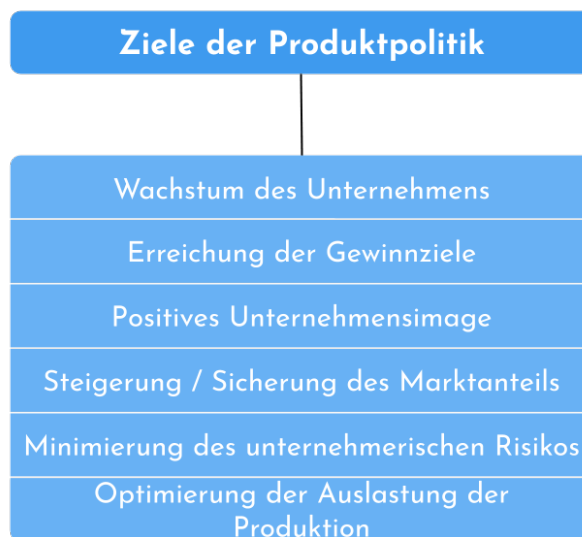 Ziele der Produktpolitik
Wachstum des Unternehmens
Erreichung der Gewinnziele
Positives Unternehmensimage
Steigerung / Sicherung des Marktanteils
Minimierung des unternehmerischen Risikos
Optimierung der Auslastung der
Produktion